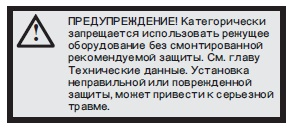 ПРЕДУПРЕЖДЕНИЕ! Категорически
запрещается использовать режущее
оборудование без смонтированной
рекомендуемой защиты. См. главу
Технические данные. Установка
неправильной или поврежденной
защиты, может привести к серьезной
травме.